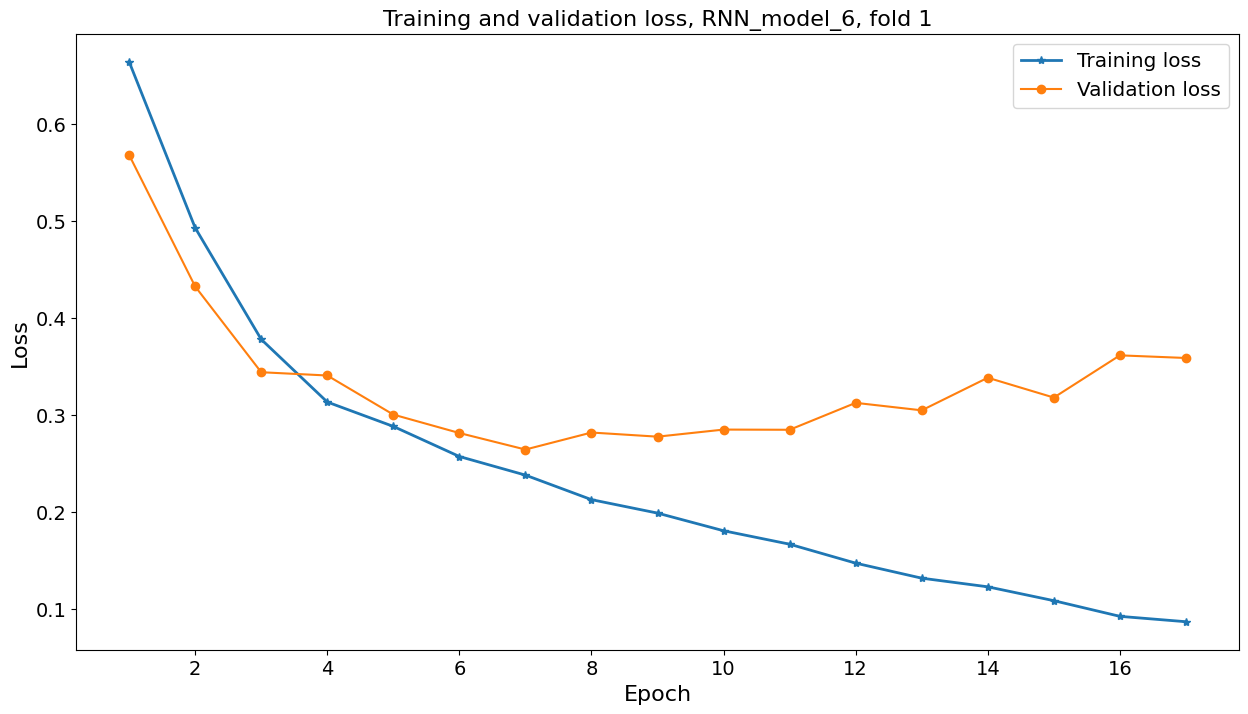 Training and validation loss, RNN_model_6, fold 1
Training loss
Validation loss
Loss
0.6
0.5
0.4
0.3
0.2
0.1
2 4 6 8 10 12 14 16
Epoch